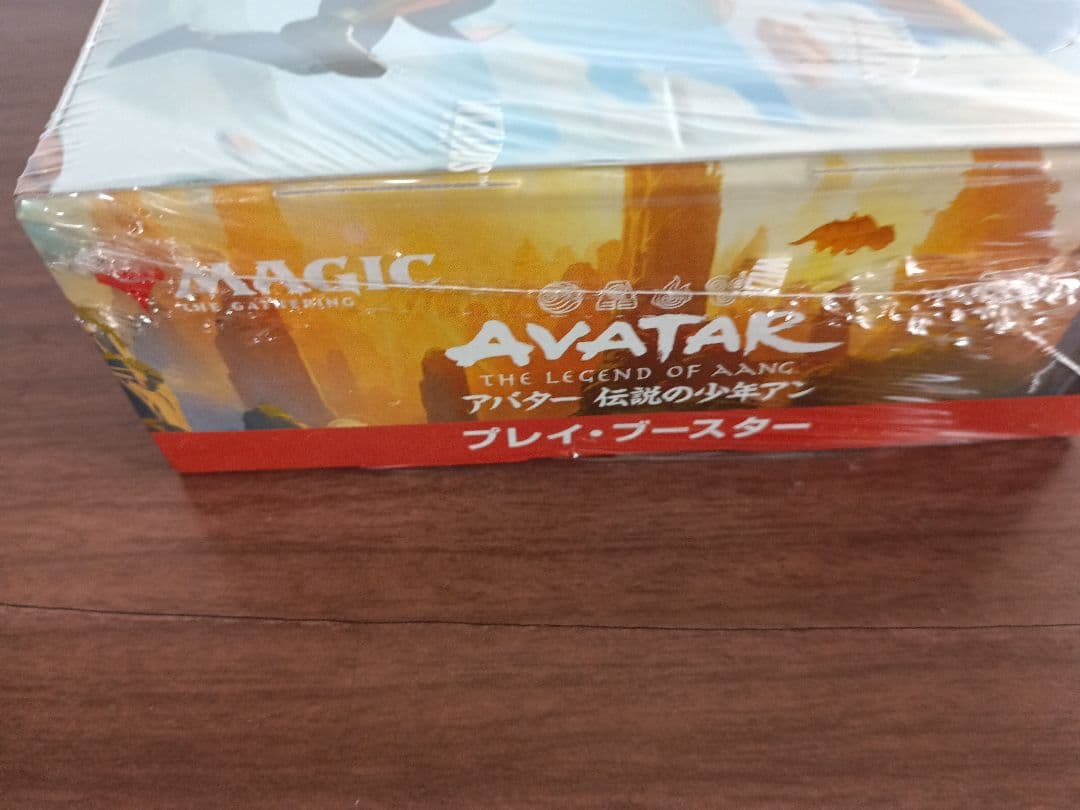 MAGIC
THE GATHERING
AVATAR
THE LEGEND OF AANG
アバター 伝説の少年アン
プレイ・ブースター